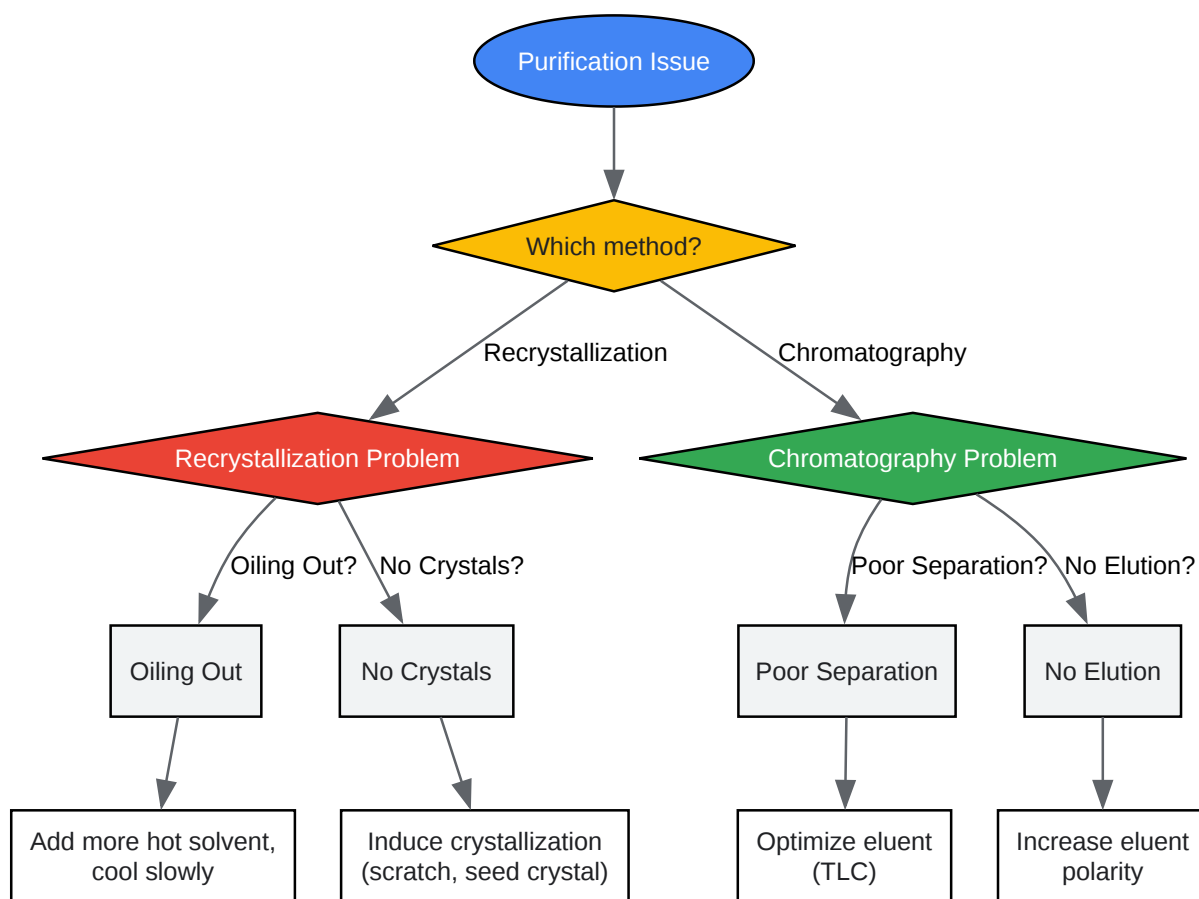 Purification Issue
Which method?
Recrystallization
Chromatography
Recrystallization Problem
Chromatography Problem
Oiling Out?
No Crystals?
Poor Separation?
No Elution?
Oiling Out
No Crystals
Poor Separation
No Elution
Add more hot solvent,
cool slowly
Induce crystallization
(scratch, seed crystal)
Optimize eluent
(TLC)
Increase eluent
polarity